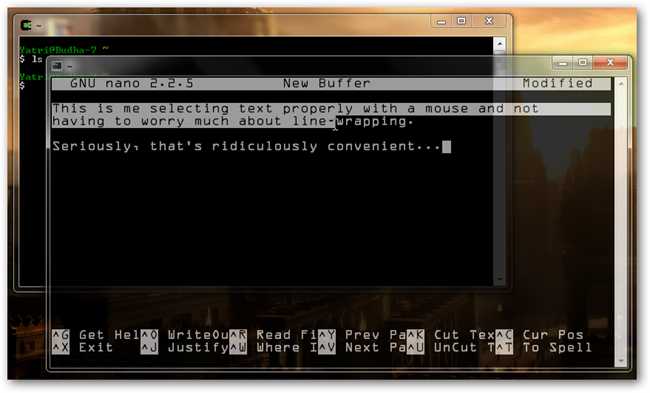 ~
Yatri@Budha-7 ~
$ ls
Yatr
$
~
GNU nano 2.2.5 New Buffer Modified
This is me selecting text properly with a mouse and not
having to worry much about line-wrapping.
Seriously, that's ridiculously convenient...
^G Get Hel^O WriteOu^R Read Fi^Y Prev Pa^K Cut Tex^C Cur Pos
^X Exit ^J Justify^W Where I^V Next Pa^U UnCut T^T To Spell